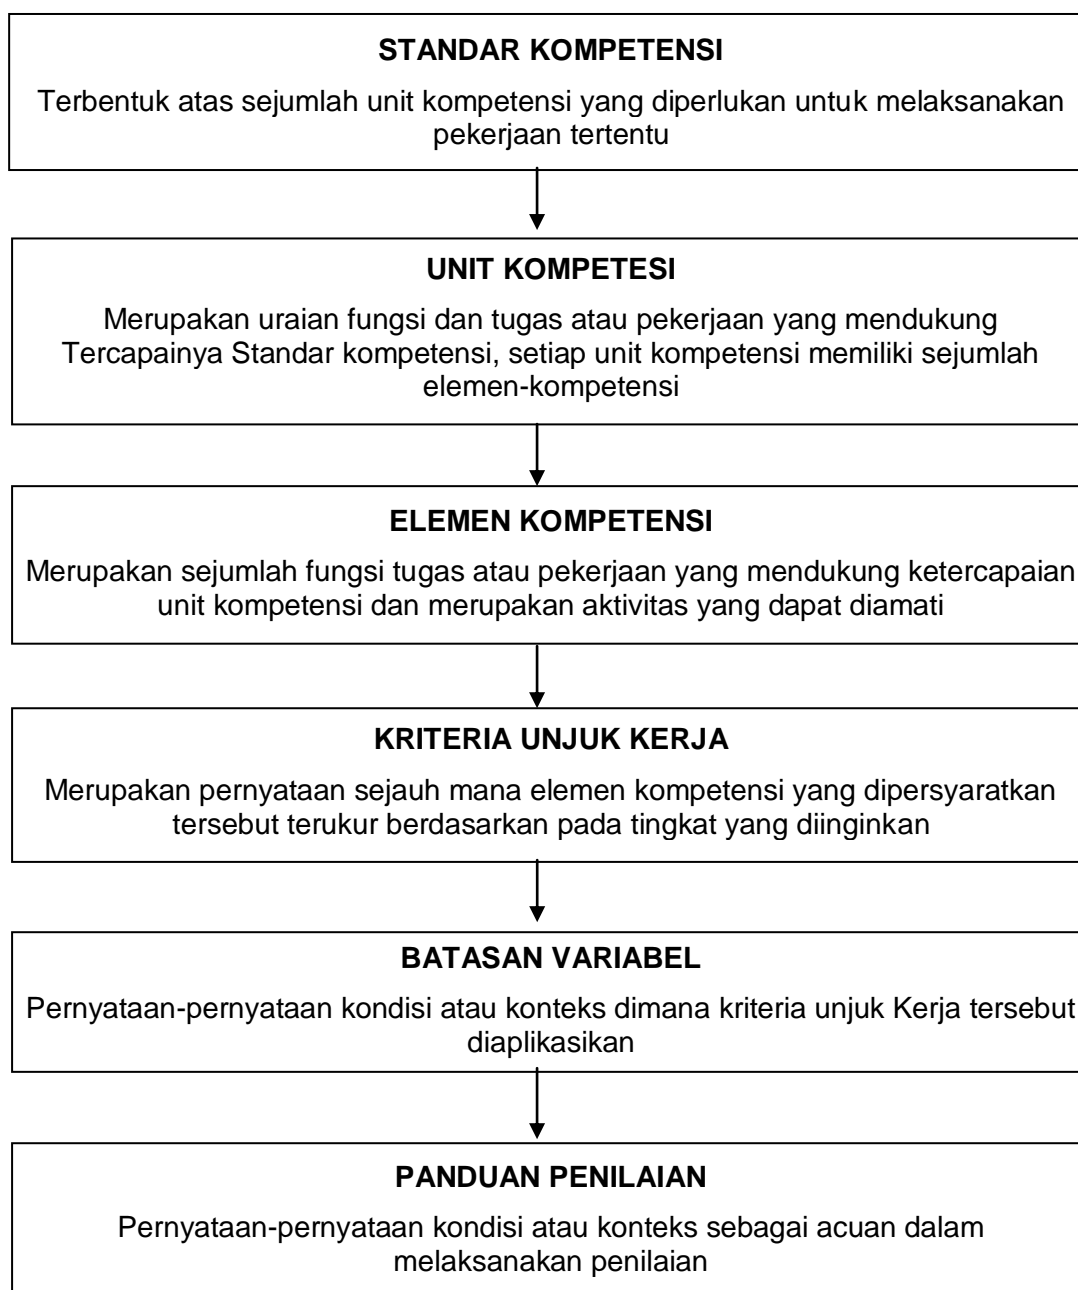 STANDAR KOMPETENSI
Terbentuk atas sejumlah unit kompetensi yang diperlukan untuk melaksanakan
pekerjaan tertentu
UNIT KOMPETESI
Merupakan uraian fungsi dan tugas atau pekerjaan yang mendukung
Tercapainya Standar kompetensi, setiap unit kompetensi memiliki sejumlah
elemen-kompetensi
ELEMEN KOMPETENSI
Merupakan sejumlah fungsi tugas atau pekerjaan yang mendukung ketercapaian
unit kompetensi dan merupakan aktivitas yang dapat diamati
KRITERIA UNJUK KERJA
Merupakan pernyataan sejauh mana elemen kompetensi yang dipersyaratkan
tersebut terukur berdasarkan pada tingkat yang diinginkan
BATASAN VARIABEL
Pernyataan-pernyataan kondisi atau konteks dimana kriteria unjuk Kerja tersebut
diaplikasikan
PANDUAN PENILAIAN
Pernyataan-pernyataan kondisi atau konteks sebagai acuan dalam
melaksanakan penilaian